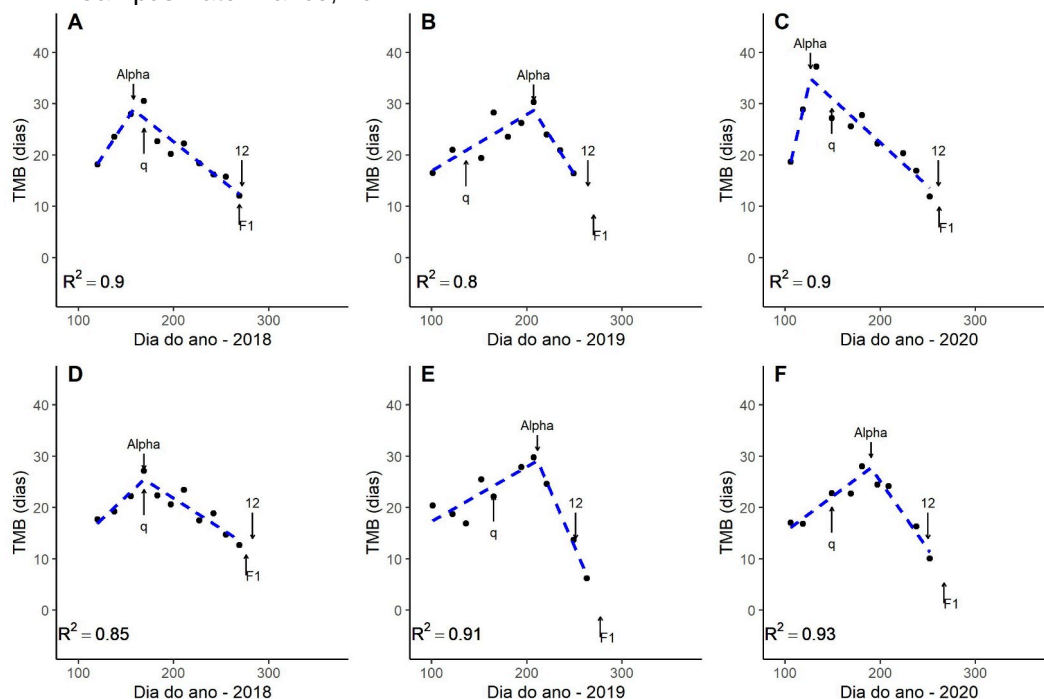 A
TMB (dias)
40
30
20
10
0
Alpha
q
12
F1
R² = 0.9
100 200 300
Dia do ano - 2018
B
TMB (dias)
40
30
20
10
0
Alpha
q
12
F1
R² = 0.8
100 200 300
Dia do ano - 2019
C
TMB (dias)
40
30
20
10
0
Alpha
q
12
F1
R² = 0.9
100 200 300
Dia do ano - 2020
D
TMB (dias)
40
30
20
10
0
Alpha
q
12
F1
R² = 0.85
100 200 300
Dia do ano - 2018
E
TMB (dias)
40
30
20
10
0
Alpha
q
12
F1
R² = 0.91
100 200 300
Dia do ano - 2019
F
TMB (dias)
40
30
20
10
0
Alpha
q
12
F1
R² = 0.93
100 200 300
Dia do ano - 2020